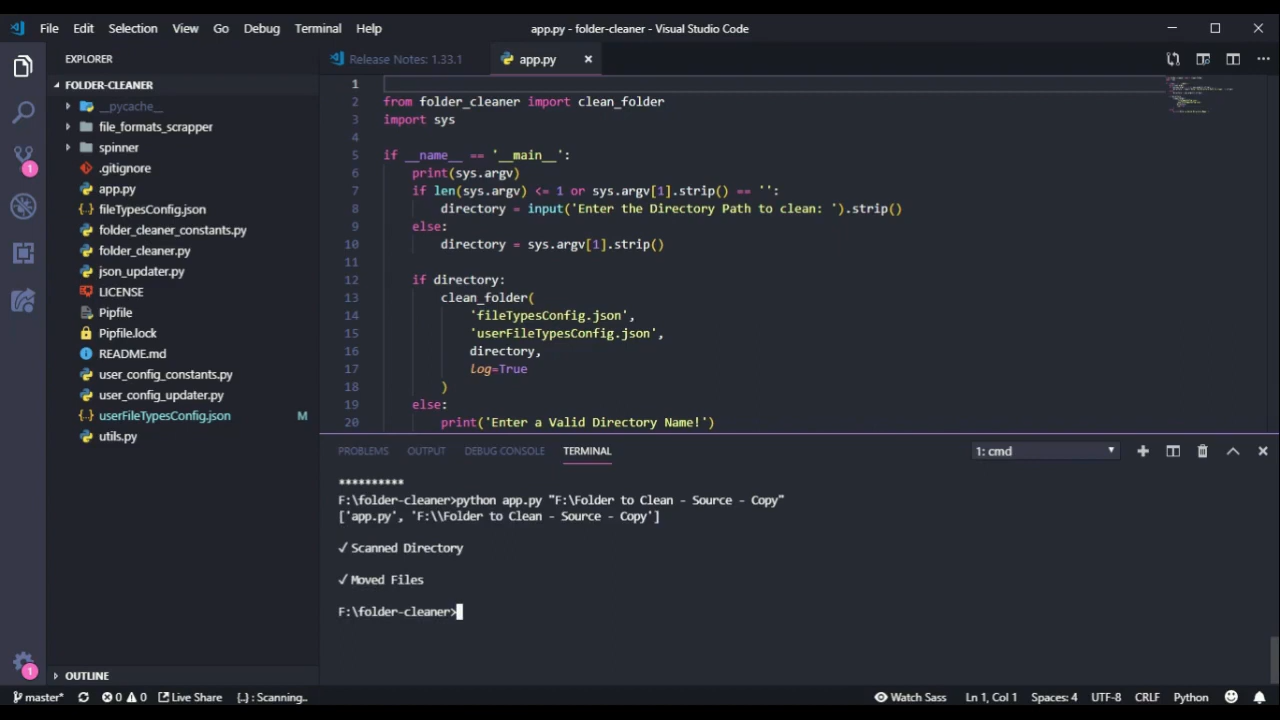 File Edit Selection View Go Debug Terminal Help
app.py - folder-cleaner - Visual Studio Code
EXPLORER
FOLDER-CLEANER
__pycache__
file_formats_scrapper
spinner
.gitignore
app.py
fileTypesConfig.json
folder_cleaner_constants.py
folder_cleaner.py
json_updater.py
LICENSE
Pipfile
Pipfile.lock
README.md
user_config_constants.py
user_config_updater.py
userFileTypesConfig.json M
utils.py
OUTLINE
1
1
Release Notes: 1.33.1
app.py
1
2 from folder_cleaner import clean_folder
3 import sys
4
5 if __name__ == '__main__':
6 print(sys.argv)
7 if len(sys.argv) <= 1 or sys.argv[1].strip() == '':
8 directory = input('Enter the Directory Path to clean: ').strip()
9 else:
10 directory = sys.argv[1].strip()
11
12 if directory:
13 clean_folder(
14 'fileTypesConfig.json',
15 'userFileTypesConfig.json',
16 directory,
17 log=True
18 )
19 else:
20 print('Enter a Valid Directory Name!')
PROBLEMS OUTPUT DEBUG CONSOLE TERMINAL
1: cmd
**********
F:\folder-cleaner>python app.py "F:\Folder to Clean - Source - Copy"
['app.py', 'F:\\Folder to Clean - Source - Copy']
√ Scanned Directory
√ Moved Files
F:\folder-cleaner>
master* 0 0 Live Share {..} : Scanning..
Watch Sass Ln 1, Col 1 Spaces: 4 UTF-8 CRLF Python